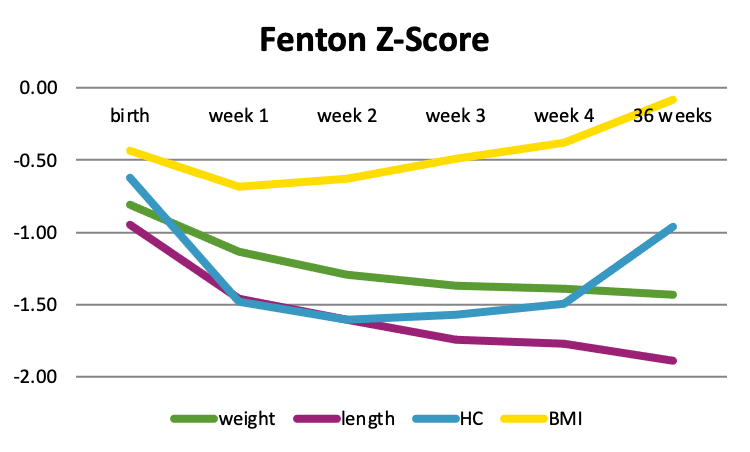 Fenton Z-Score
0.00
birth week 1 week 2 week 3 week 4 36 weeks
-0.50
-1.00
-1.50
-2.00
weight length HC BMI